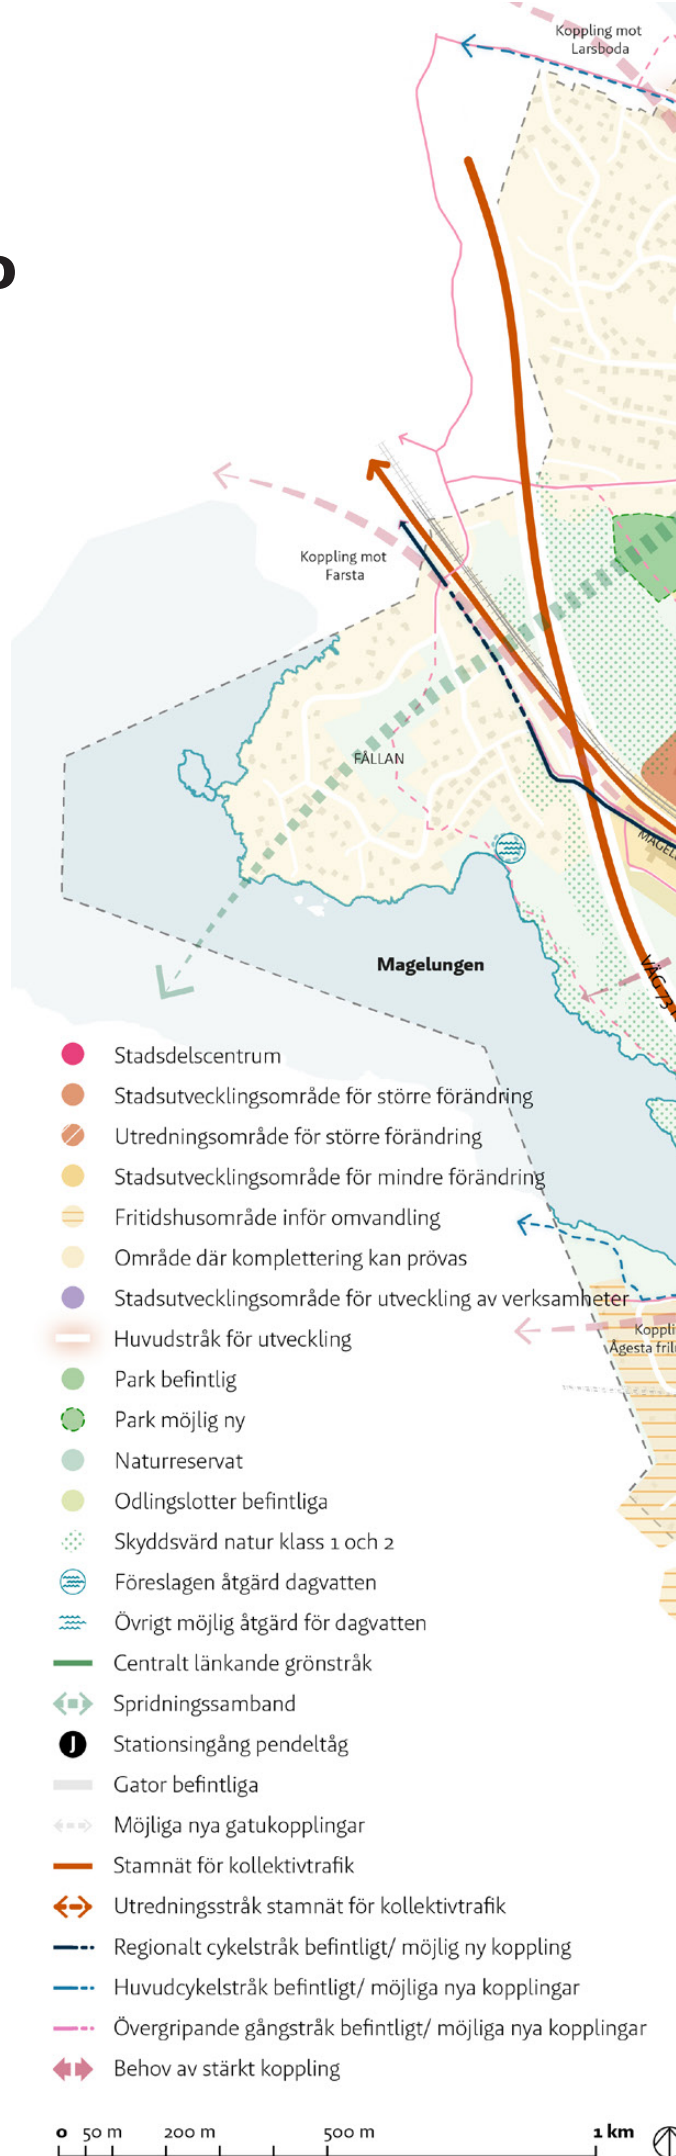 Koppling mot
Larsboda
Koppling mot
Farsta
FÅLLAN
Magelungen
VÄG 73
Stadsdelscentrum
Stadsutvecklingsområde för större förändring
Utredningsområde för större förändring
Stadsutvecklingsområde för mindre förändring
Fritidshusområde inför omvandling
Område där komplettering kan prövas
Stadsutvecklingsområde för utveckling av verksamheter
Huvudstråk för utveckling
Park befintlig
Park möjlig ny
Naturreservat
Odlingslotter befintliga
Skyddsvärd natur klass 1 och 2
Föreslagen åtgärd dagvatten
Övrigt möjlig åtgärd för dagvatten
Centralt länkande grönstråk
Spridningssamband
J Stationsingång pendeltåg
Gator befintliga
Möjliga nya gatukopplingar
Stamnät för kollektivtrafik
Utredningsstråk stamnät för kollektivtrafik
Regionalt cykelstråk befintligt/ möjlig ny koppling
Huvudcykelstråk befintligt/ möjliga nya kopplingar
Övergripande gångstråk befintligt/ möjliga nya kopplingar
Behov av stärkt koppling
0 50 m 200 m 500 m 1 km